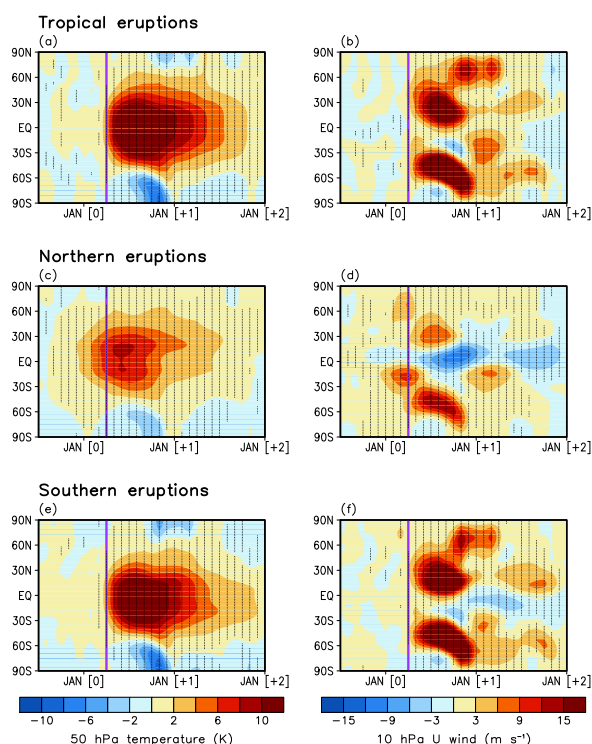 Tropical eruptions
(a) (b)
90N 90N
60N 60N
30N 30N
EQ EQ
30S 30S
60S 60S
90S 90S
JAN [0] JAN [+1] JAN [+2] JAN [0] JAN [+1] JAN [+2]
Northern eruptions
(c) (d)
90N 90N
60N 60N
30N 30N
EQ EQ
30S 30S
60S 60S
90S 90S
JAN [0] JAN [+1] JAN [+2] JAN [0] JAN [+1] JAN [+2]
Southern eruptions
(e) (f)
90N 90N
60N 60N
30N 30N
EQ EQ
30S 30S
60S 60S
90S 90S
JAN [0] JAN [+1] JAN [+2] JAN [0] JAN [+1] JAN [+2]
-10 -6 -2 2 6 10 -15 -9 -3 3 9 15
50 hPa temperature (K) 10 hPa U wind (m s⁻¹)